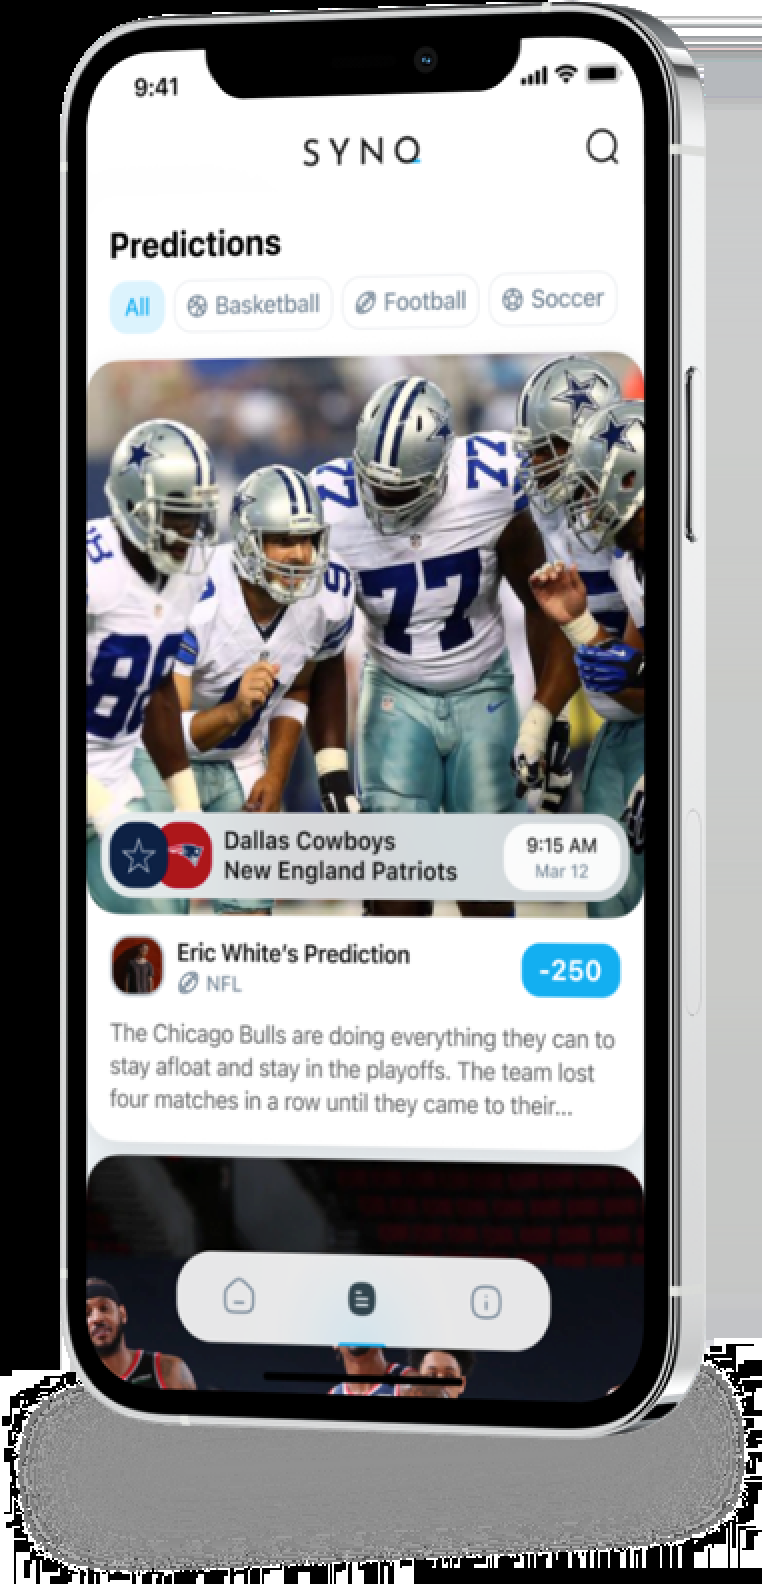 9:41
SYNQ
Predictions
All
Basketball
Football
Soccer
77
77
9
77
88
Dallas Cowboys
New England Patriots
9:15 AM
Mar 12
Eric White's Prediction
NFL
-250
The Chicago Bulls are doing everything they can to
stay afloat and stay in the playoffs. The team lost
four matches in a row until they came to their...